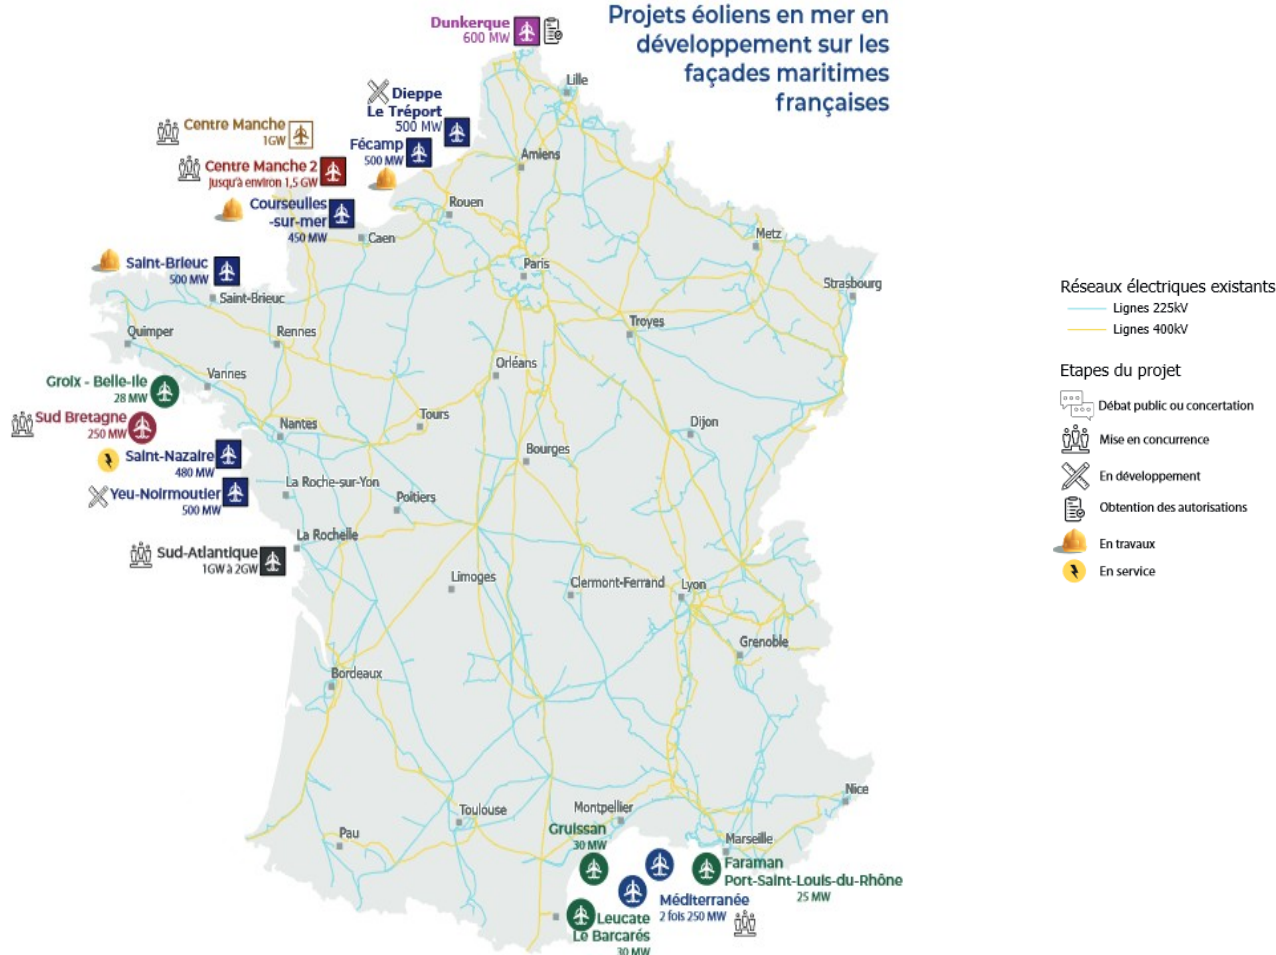 Projets éoliens en mer en
développement sur les
façades maritimes
françaises
Dunkerque
600 MW
Lille
Dieppe
Le Tréport
500 MW
Centre Manche
1GW
Fécamp
500 MW
Amiens
Centre Manche 2
Jusqu'à environ 1,5 GW
Courseulles
-sur-mer
450 MW
Rouen
Caen
Metz
Saint-Brieuc
500 MW
Paris
Strasbourg
Saint-Brieuc
Quimper
Rennes
Troyes
Orléans
Vannes
Groix - Belle-Ile
28 MW
Sud Bretagne
250 MW
Nantes
Tours
Dijon
Saint-Nazaire
480 MW
Bourges
La Roche-sur-Yon
Yeu-Noirmoutier
500 MW
Poitiers
La Rochelle
Sud-Atlantique
1GW à 2GW
Limoges
Clermont-Ferrand
Lyon
Grenoble
Bordeaux
Nice
Toulouse
Montpellier
Pau
Marseille
Gruissan
30 MW
Faraman
Port-Saint-Louis-du-Rhône
25 MW
Méditerranée
2 fois 250 MW
Leucate
Le Barcarés
30 MW
Réseaux électriques existants
Lignes 225kV
Lignes 400kV
Etapes du projet
Débat public ou concertation
Mise en concurrence
En développement
Obtention des autorisations
En travaux
En service